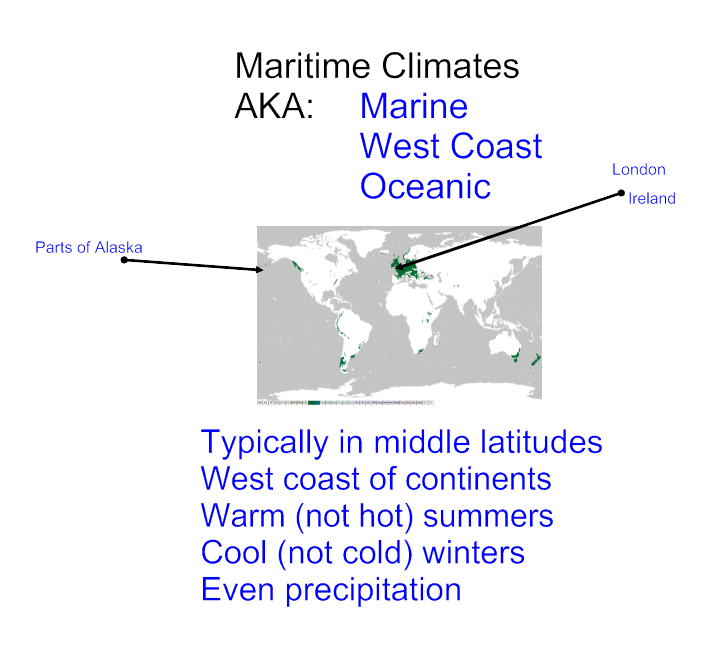 Maritime Climates
AKA: Marine
West Coast
Oceanic
London
Ireland
Parts of Alaska
Typically in middle latitudes
West coast of continents
Warm (not hot) summers
Cool (not cold) winters
Even precipitation